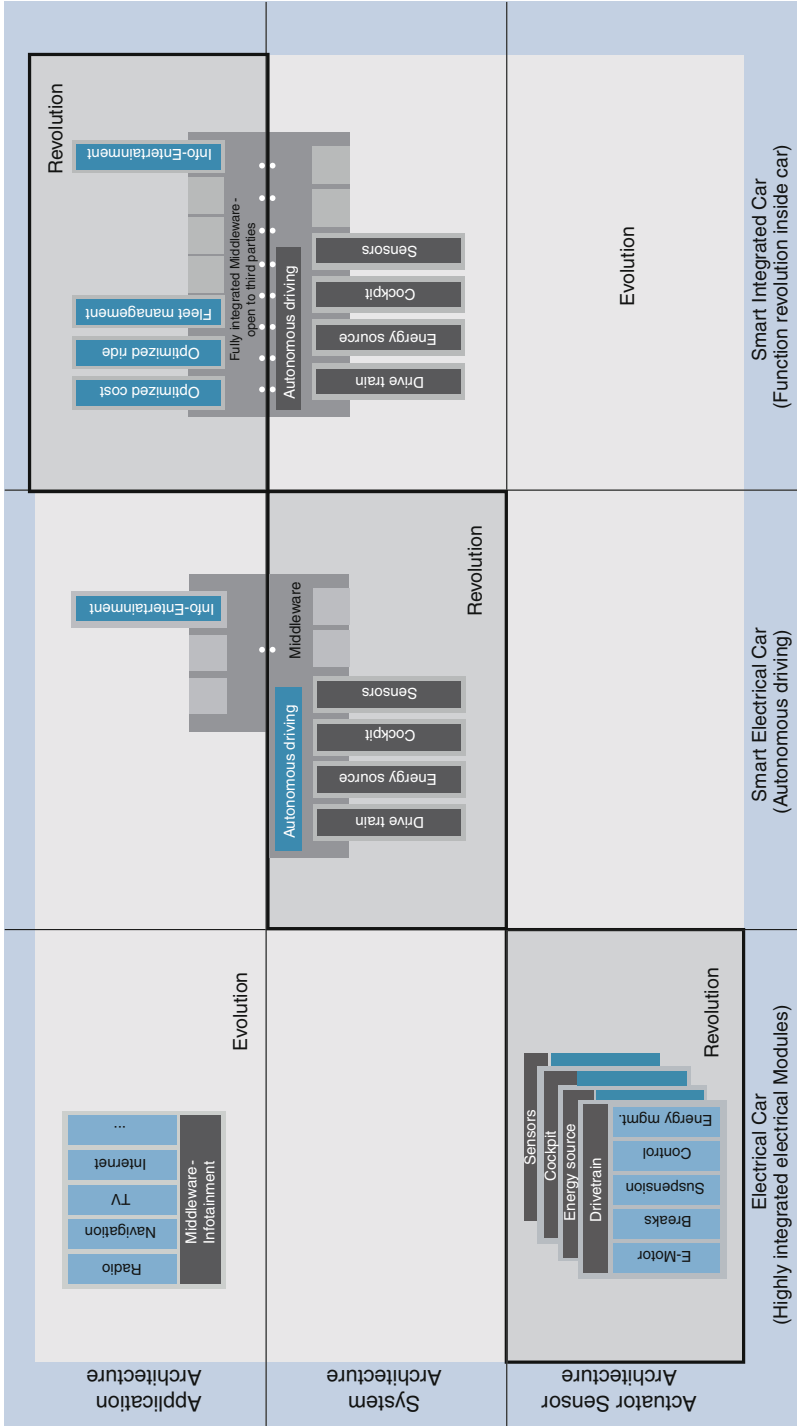 Application
Architecture
System
Architecture
Actuator Sensor
Architecture
Radio
Navigation
TV
Internet
...
Middleware-
Infotainment
Evolution
Info-Entertainment
Optimized cost
Optimized ride
Fleet management
Info-Entertainment
Revolution
Fully integrated Middleware-
open to third parties
Autonomous driving
Middleware
Drive train
Energy source
Cockpit
Sensors
Revolution
Autonomous driving
Drive train
Energy source
Cockpit
Sensors
Sensors
Cockpit
Energy source
Drivetrain
E-Motor
Breaks
Suspension
Control
Energy mgmt.
Revolution
Evolution
Electrical Car
(Highly integrated electrical Modules)
Smart Electrical Car
(Autonomous driving)
Smart Integrated Car
(Function revolution inside car)